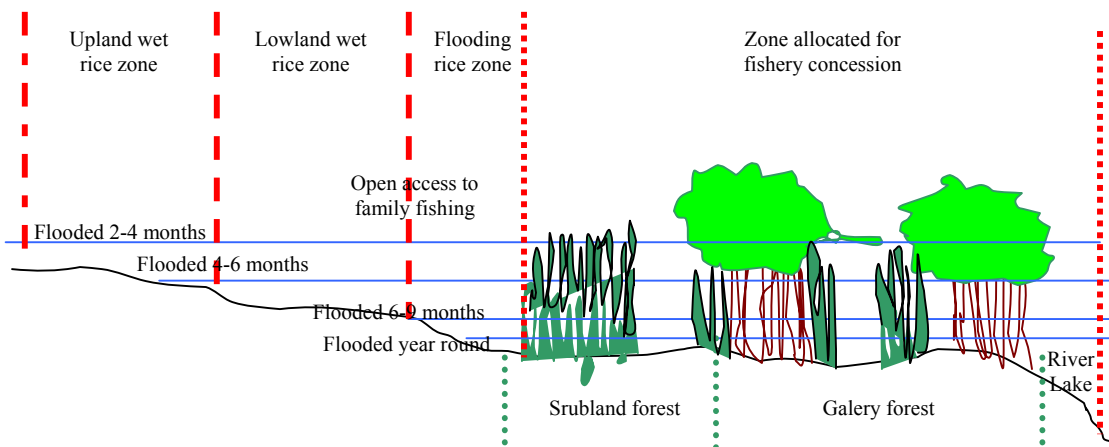 Upland wet
rice zone
Lowland wet
rice zone
Flooding
rice zone
Zone allocated for
fishery concession
Open access to
family fishing
Flooded 2-4 months
Flooded 4-6 months
Flooded 6-9 months
Flooded year round
Srubland forest
Galery forest
River
Lake